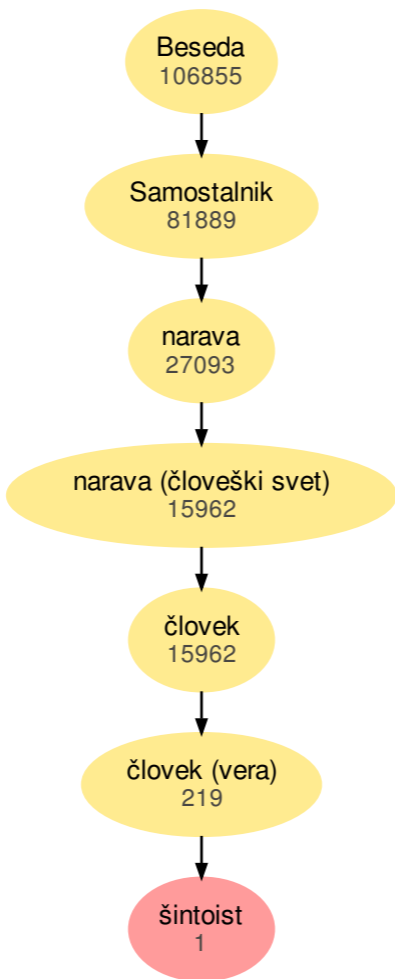 Beseda
106855
Samostalnik
81889
narava
27093
narava (človeški svet)
15962
človek
15962
človek (vera)
219
šintoist
1